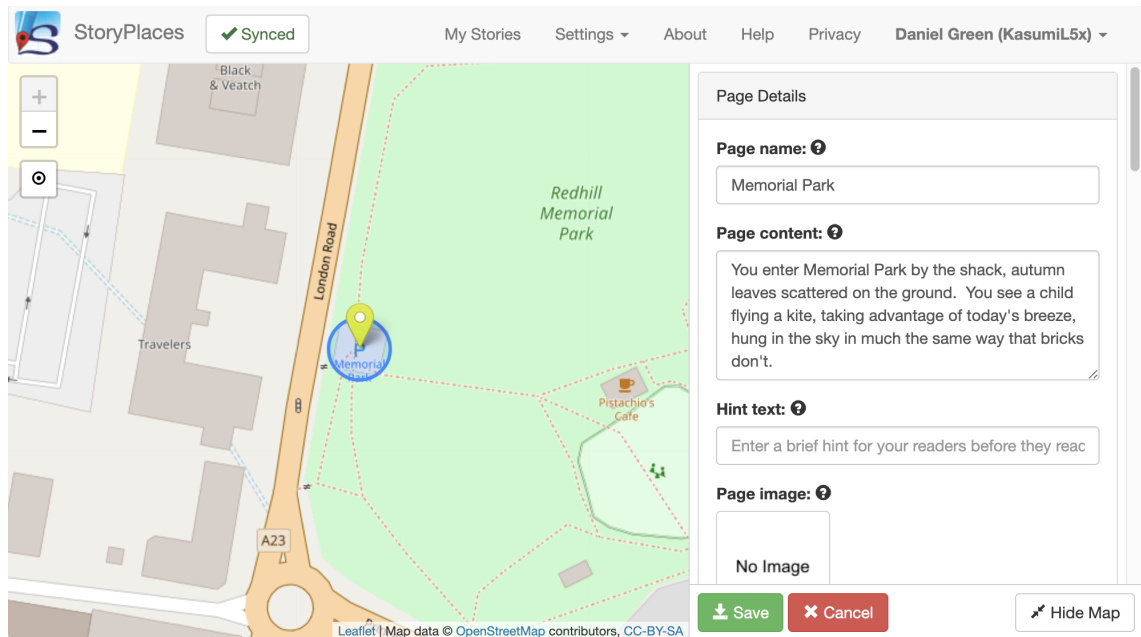 StoryPlaces
Synced
My Stories
Settings
About
Help
Privacy
Daniel Green (KasumiL5x)
Black
& Veatch
Redhill
Memorial
Park
London Road
Travelers
Memorial
Park
Pistachio's
Cafe
A23
Leaflet | Map data © OpenStreetMap contributors, CC-BY-SA
Page Details
Page name:
Memorial Park
Page content:
You enter Memorial Park by the shack, autumn
leaves scattered on the ground.  You see a child
flying a kite, taking advantage of today's breeze,
hung in the sky in much the same way that bricks
don't.
Hint text:
Enter a brief hint for your readers before they reac
Page image:
No Image
Save
Cancel
Hide Map